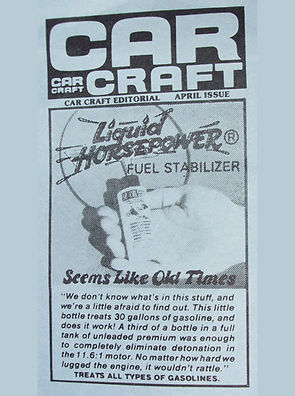 CAR
CAR
CRAFT
CRAFT
CAR CRAFT EDITORIAL APRIL ISSUE
Liquid
HORSEPOWER®
FUEL STABILIZER
Seems Like Old Times
"We don't know what's in this stuff, and
we're a little afraid to find out. This little
bottle treats 30 gallons of gasoline, and
does it work! A third of a bottle in a full
tank of unleaded premium was enough
to completely eliminate detonation in
the 11.6:1 motor. No matter how hard we
lugged the engine, it wouldn't rattle."
TREATS ALL TYPES OF GASOLINES.